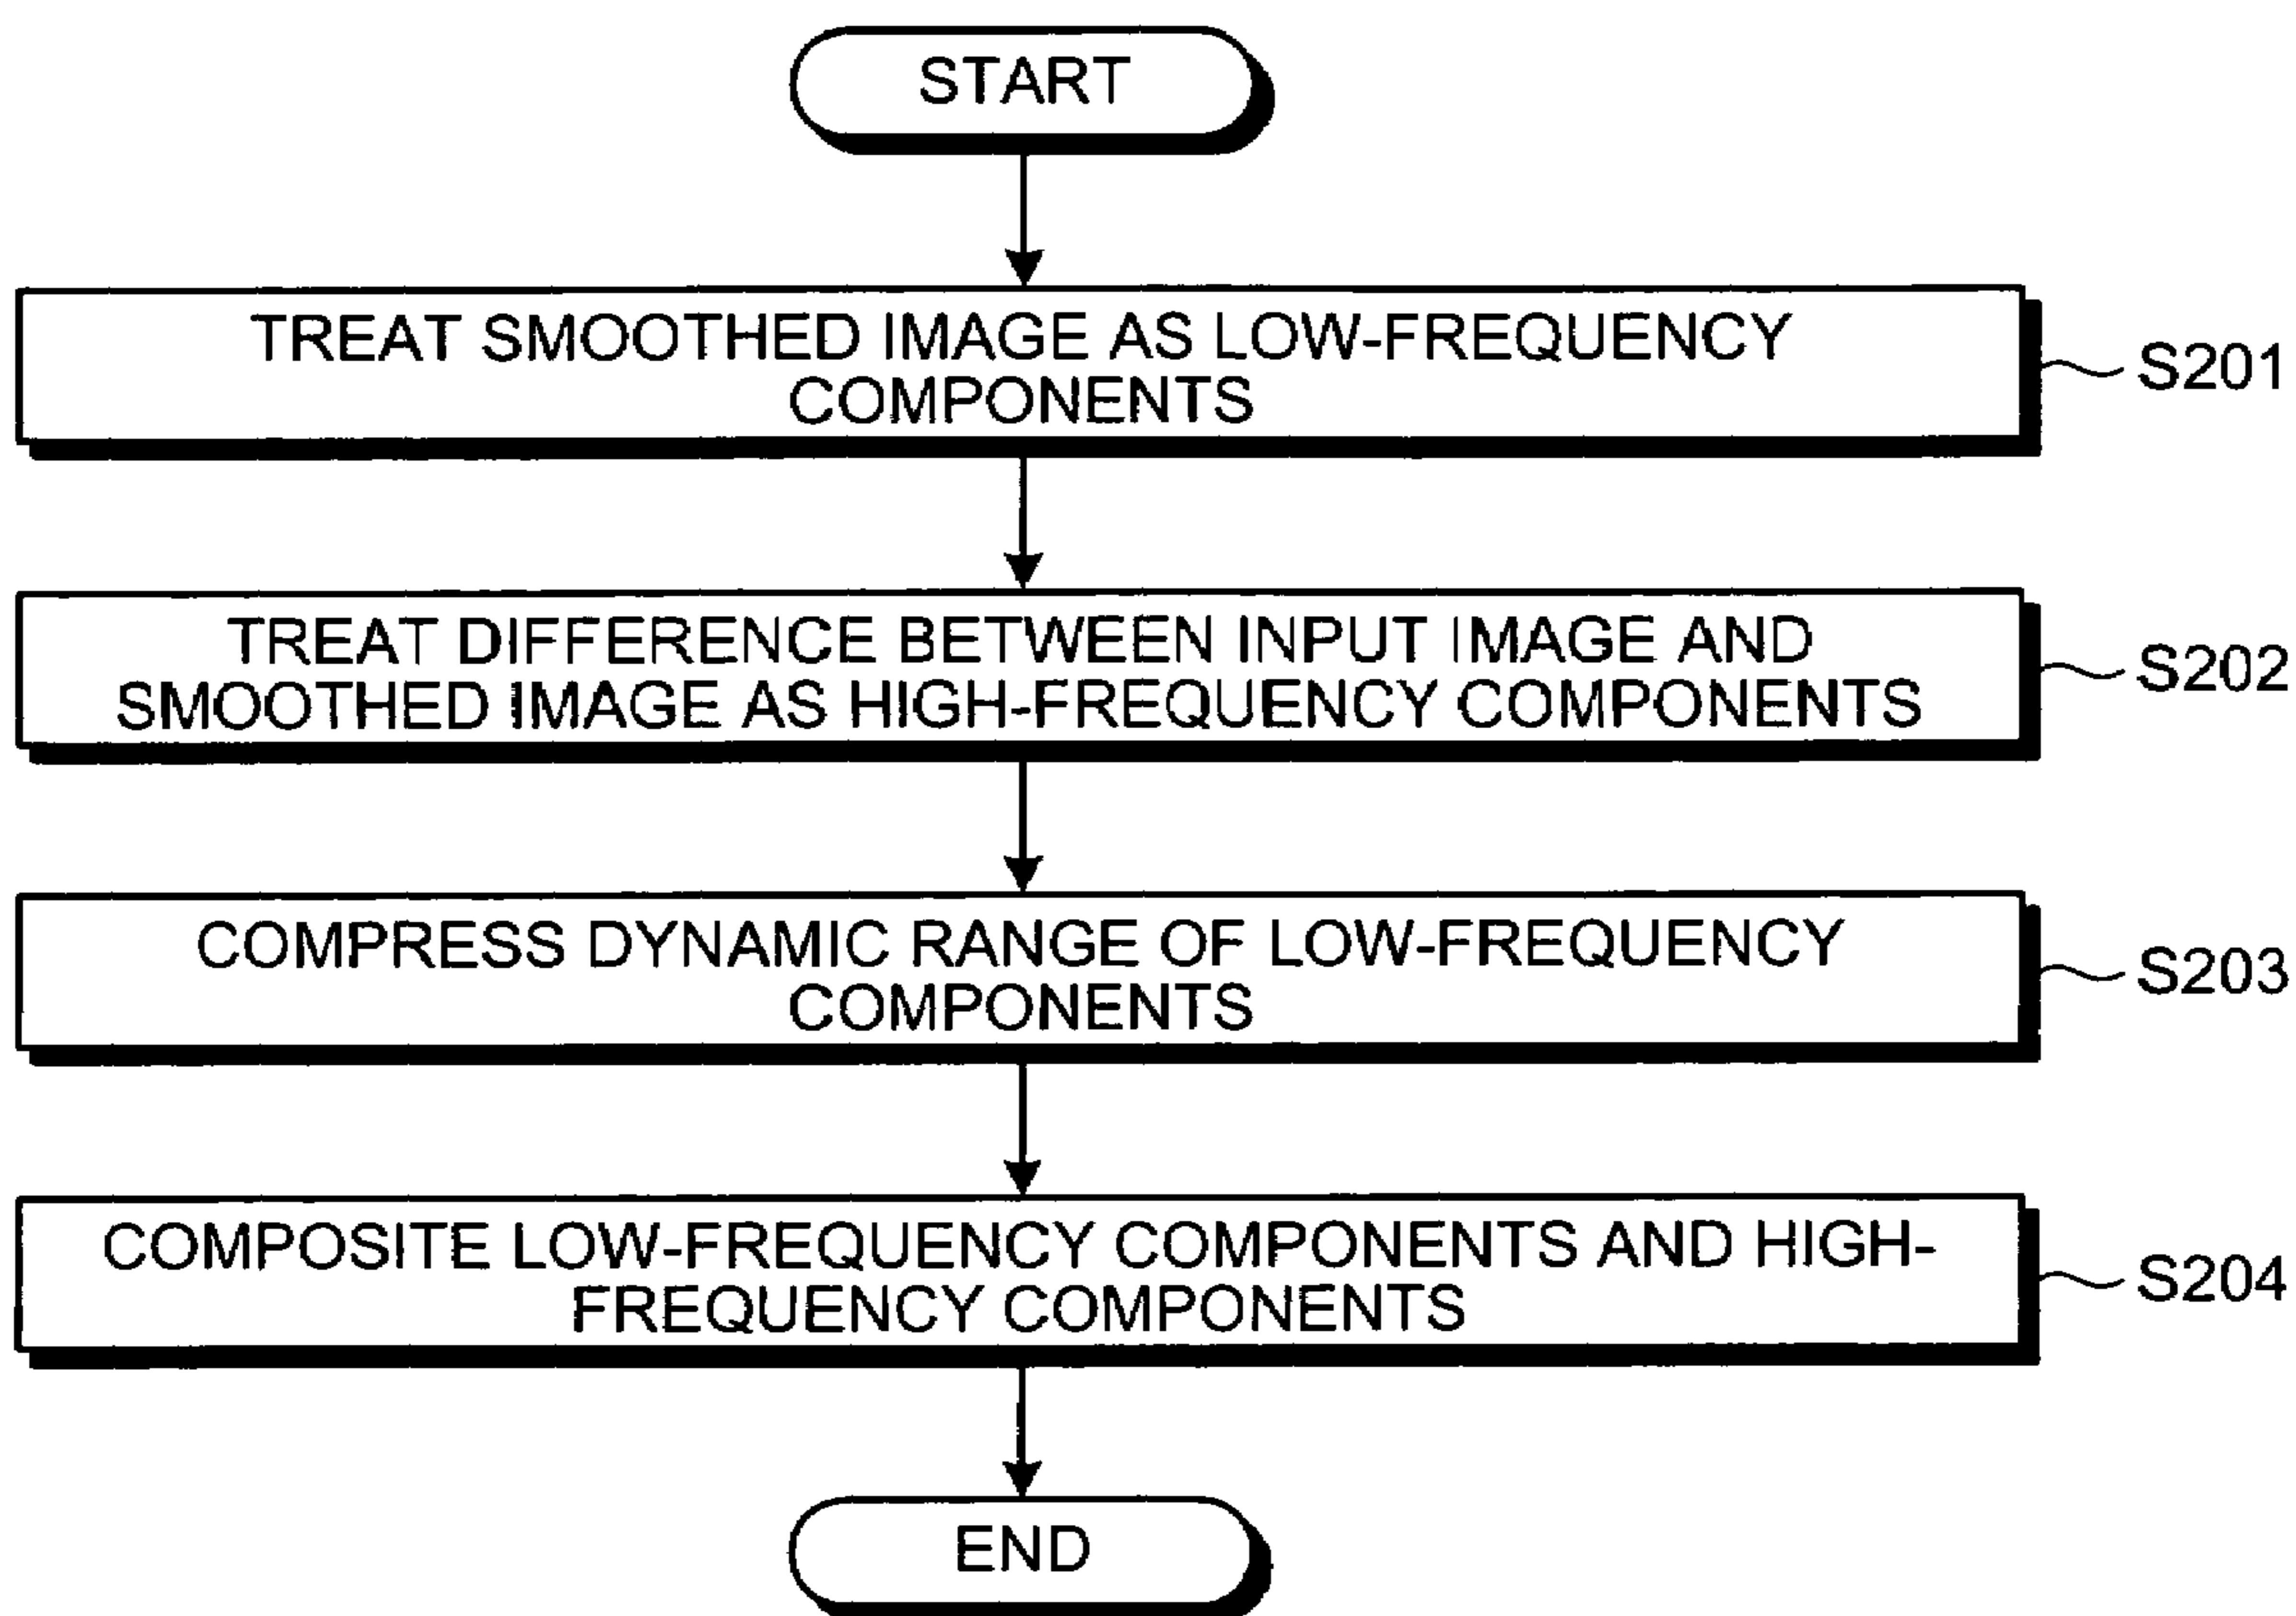 START
TREAT SMOOTHED IMAGE AS LOW-FREQUENCY
COMPONENTS
S201
TREAT DIFFERENCE BETWEEN INPUT IMAGE AND
SMOOTHED IMAGE AS HIGH-FREQUENCY COMPONENTS
S202
COMPRESS DYNAMIC RANGE OF LOW-FREQUENCY
COMPONENTS
S203
COMPOSITE LOW-FREQUENCY COMPONENTS AND HIGH-
FREQUENCY COMPONENTS
S204
END